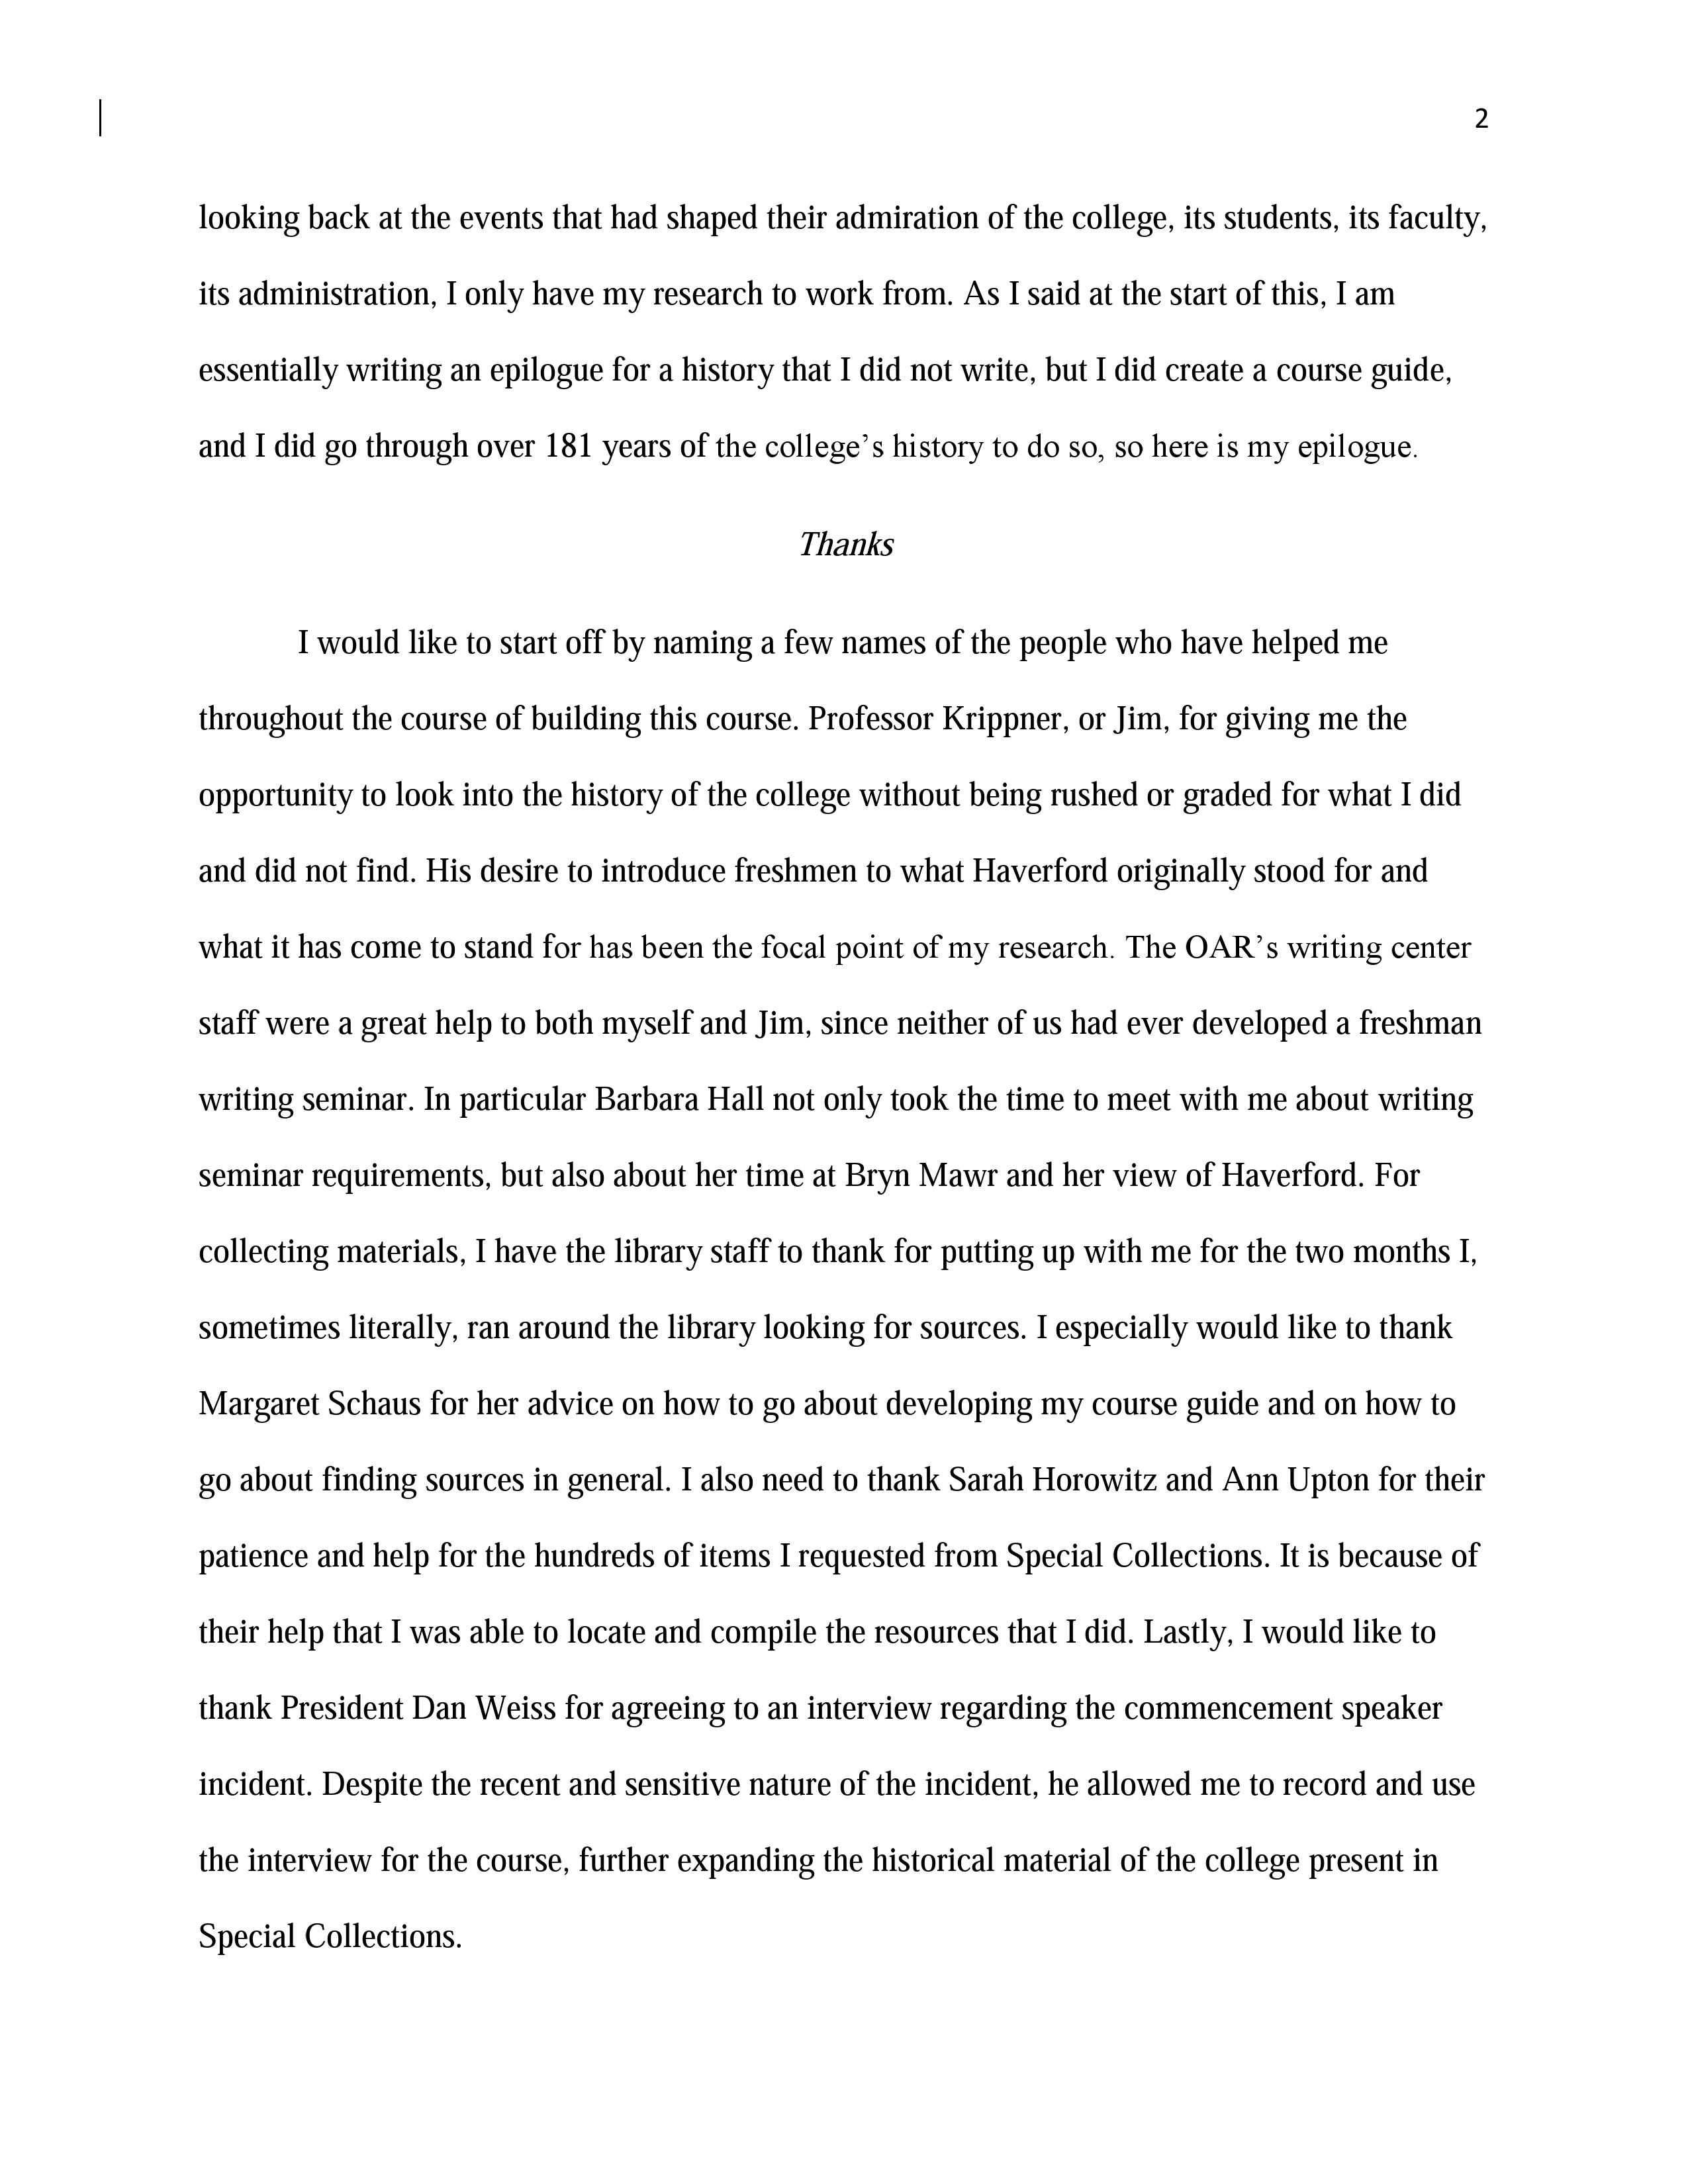 2
looking back at the events that had shaped their admiration of the college, its students, its faculty,
its administration, I only have my research to work from. As I said at the start of this, I am
essentially writing an epilogue for a history that I did not write, but I did create a course guide,
and I did go through over 181 years of the college’s history to do so, so here is my epilogue.
Thanks
I would like to start off by naming a few names of the people who have helped me
throughout the course of building this course. Professor Krippner, or Jim, for giving me the
opportunity to look into the history of the college without being rushed or graded for what I did
and did not find. His desire to introduce freshmen to what Haverford originally stood for and
what it has come to stand for has been the focal point of my research. The OAR’s writing center
staff were a great help to both myself and Jim, since neither of us had ever developed a freshman
writing seminar. In particular Barbara Hall not only took the time to meet with me about writing
seminar requirements, but also about her time at Bryn Mawr and her view of Haverford. For
collecting materials, I have the library staff to thank for putting up with me for the two months I,
sometimes literally, ran around the library looking for sources. I especially would like to thank
Margaret Schaus for her advice on how to go about developing my course guide and on how to
go about finding sources in general. I also need to thank Sarah Horowitz and Ann Upton for their
patience and help for the hundreds of items I requested from Special Collections. It is because of
their help that I was able to locate and compile the resources that I did. Lastly, I would like to
thank President Dan Weiss for agreeing to an interview regarding the commencement speaker
incident. Despite the recent and sensitive nature of the incident, he allowed me to record and use
the interview for the course, further expanding the historical material of the college present in
Special Collections.